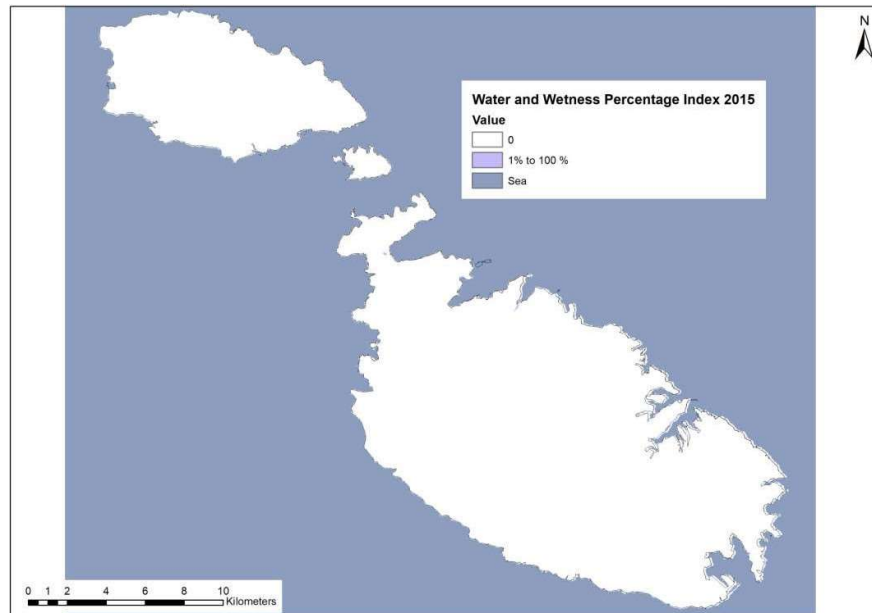 N
Water and Wetness Percentage Index 2015
Value
0
1% to 100 %
Sea
0 1 2 4 6 8 10
Kilometers